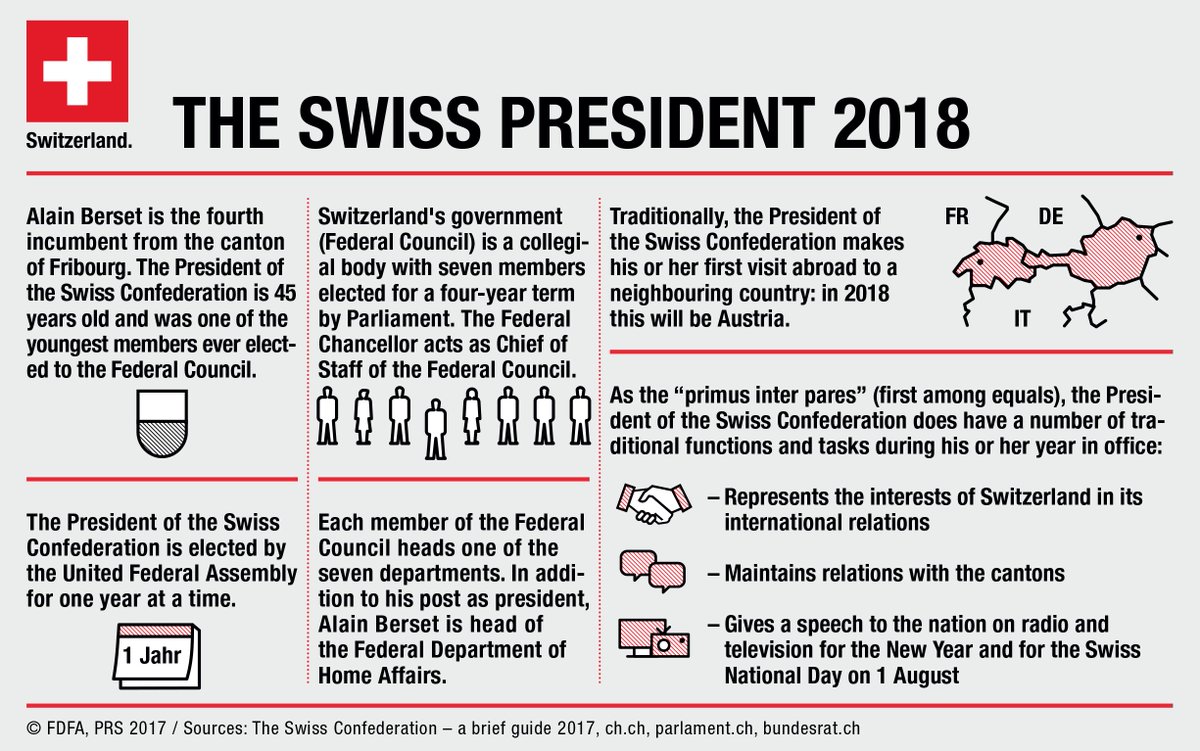 Switzerland.
THE SWISS PRESIDENT 2018
Alain Berset is the fourth
incumbent from the canton
of Fribourg. The President of
the Swiss Confederation is 45
years old and was one of the
youngest members ever elect-
ed to the Federal Council.
The President of the Swiss
Confederation is elected by
the United Federal Assembly
for one year at a time.
1 Jahr
Switzerland's government
(Federal Council) is a collegi-
al body with seven members
elected for a four-year term
by Parliament. The Federal
Chancellor acts as Chief of
Staff of the Federal Council.
Each member of the Federal
Council heads one of the
seven departments. In addi-
tion to his post as president,
Alain Berset is head of
the Federal Department of
Home Affairs.
Traditionally, the President of
the Swiss Confederation makes
his or her first visit abroad to a
neighbouring country: in 2018
this will be Austria.
FR
DE
IT
As the “primus inter pares” (first among equals), the Presi-
dent of the Swiss Confederation does have a number of tra-
ditional functions and tasks during his or her year in office:
– Represents the interests of Switzerland in its
international relations
– Maintains relations with the cantons
– Gives a speech to the nation on radio and
television for the New Year and for the Swiss
National Day on 1 August
© FDFA, PRS 2017 / Sources: The Swiss Confederation – a brief guide 2017, ch.ch, parlament.ch, bundesrat.ch